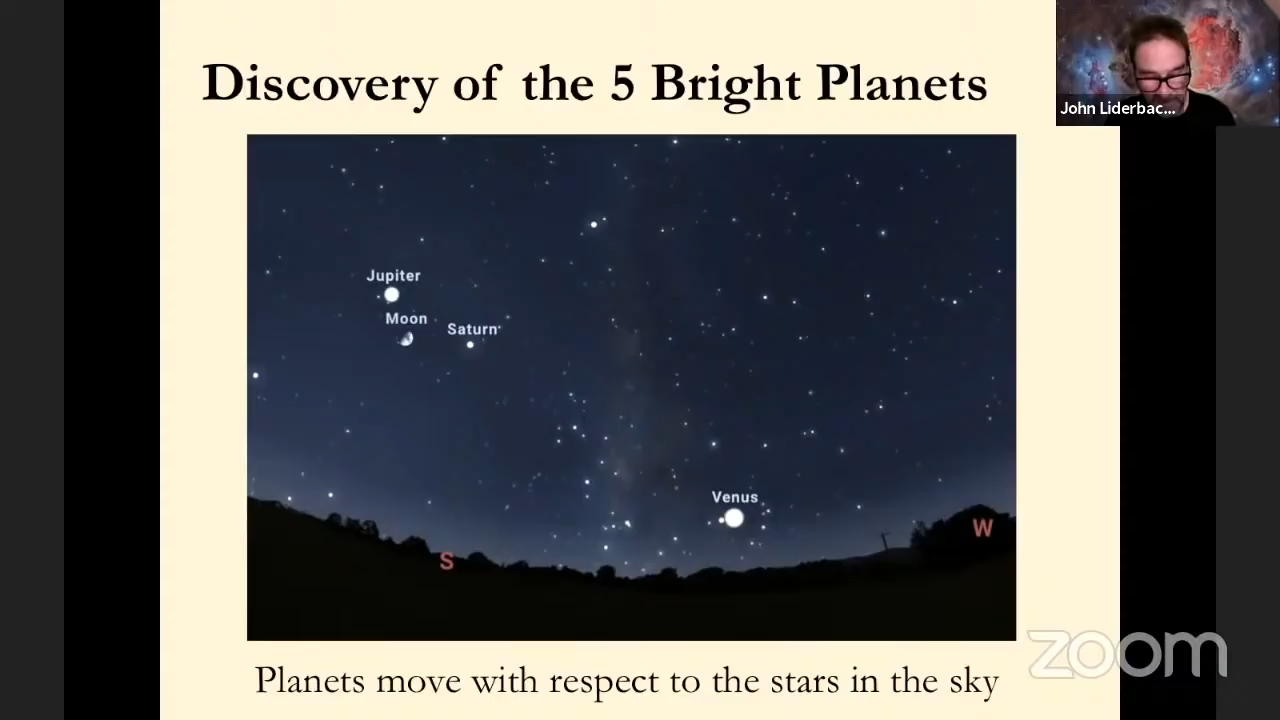 Discovery of the 5 Bright Planets
John Liderbac...
Jupiter
Moon
Saturn
Venus
S
W
Planets move with respect to the stars in the sky
zoom